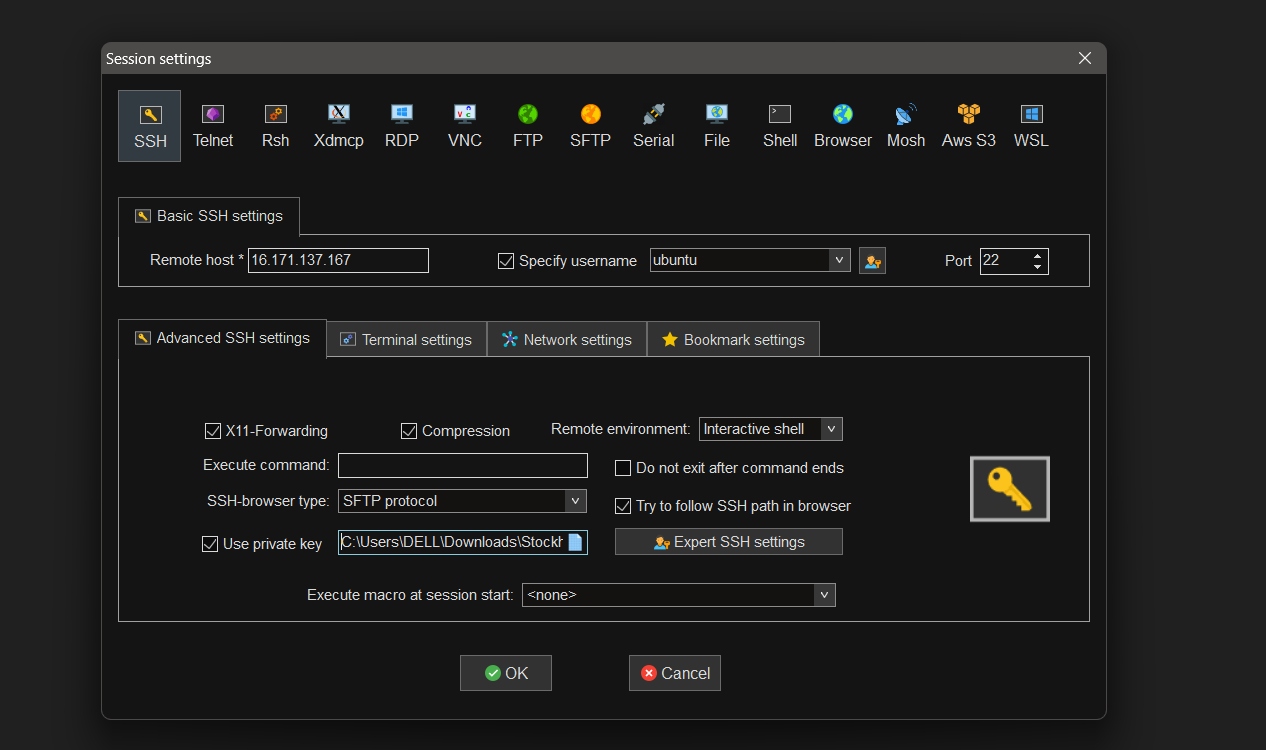 Session settings
SSH Telnet Rsh Xdmcp RDP VNC FTP SFTP Serial File Shell Browser Mosh Aws S3 WSL
Basic SSH settings
Remote host * 16.171.137.167 Specify username ubuntu Port 22
Advanced SSH settings Terminal settings Network settings Bookmark settings
X11-Forwarding Compression Remote environment: Interactive shell
Execute command: Do not exit after command ends
SSH-browser type: SFTP protocol Try to follow SSH path in browser
Use private key C:\Users\DELL\Downloads\Stock Expert SSH settings
Execute macro at session start: <none>
OK Cancel